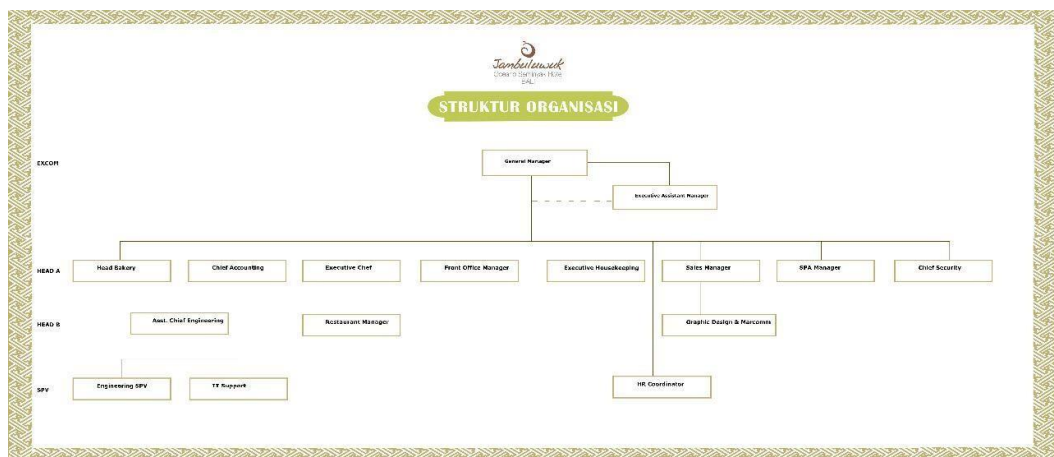 Jambuluwuk
Oceano Seminyak Hotel
BALI
STRUKTUR ORGANISASI
EXCOM
General Manager
Executive Assistant Manager
HEAD A
Head Bakery
Chief Accounting
Executive Chef
Front Office Manager
Executive Housekeeping
Sales Manager
SPA Manager
Chief Security
HEAD B
Asst. Chief Engineering
Restaurant Manager
Graphic Design & Marcomm
SPV
Engineering SPV
IT Support
HR Coordinator